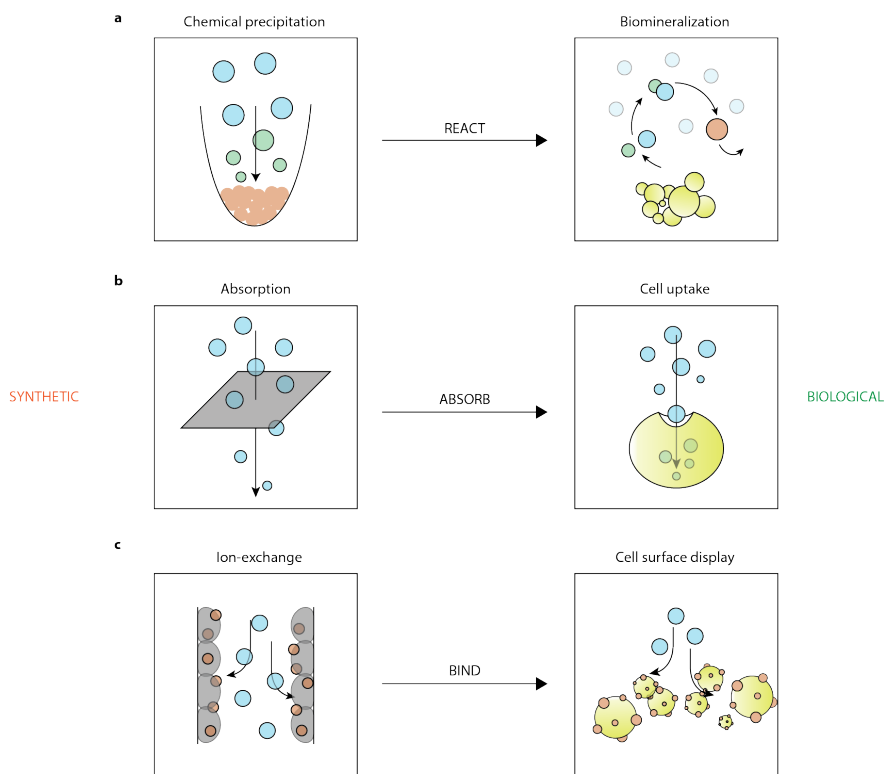 a
Chemical precipitation
Biomineralization
REACT
b
Absorption
Cell uptake
SYNTHETIC
ABSORB
BIOLOGICAL
c
Ion-exchange
Cell surface display
BIND